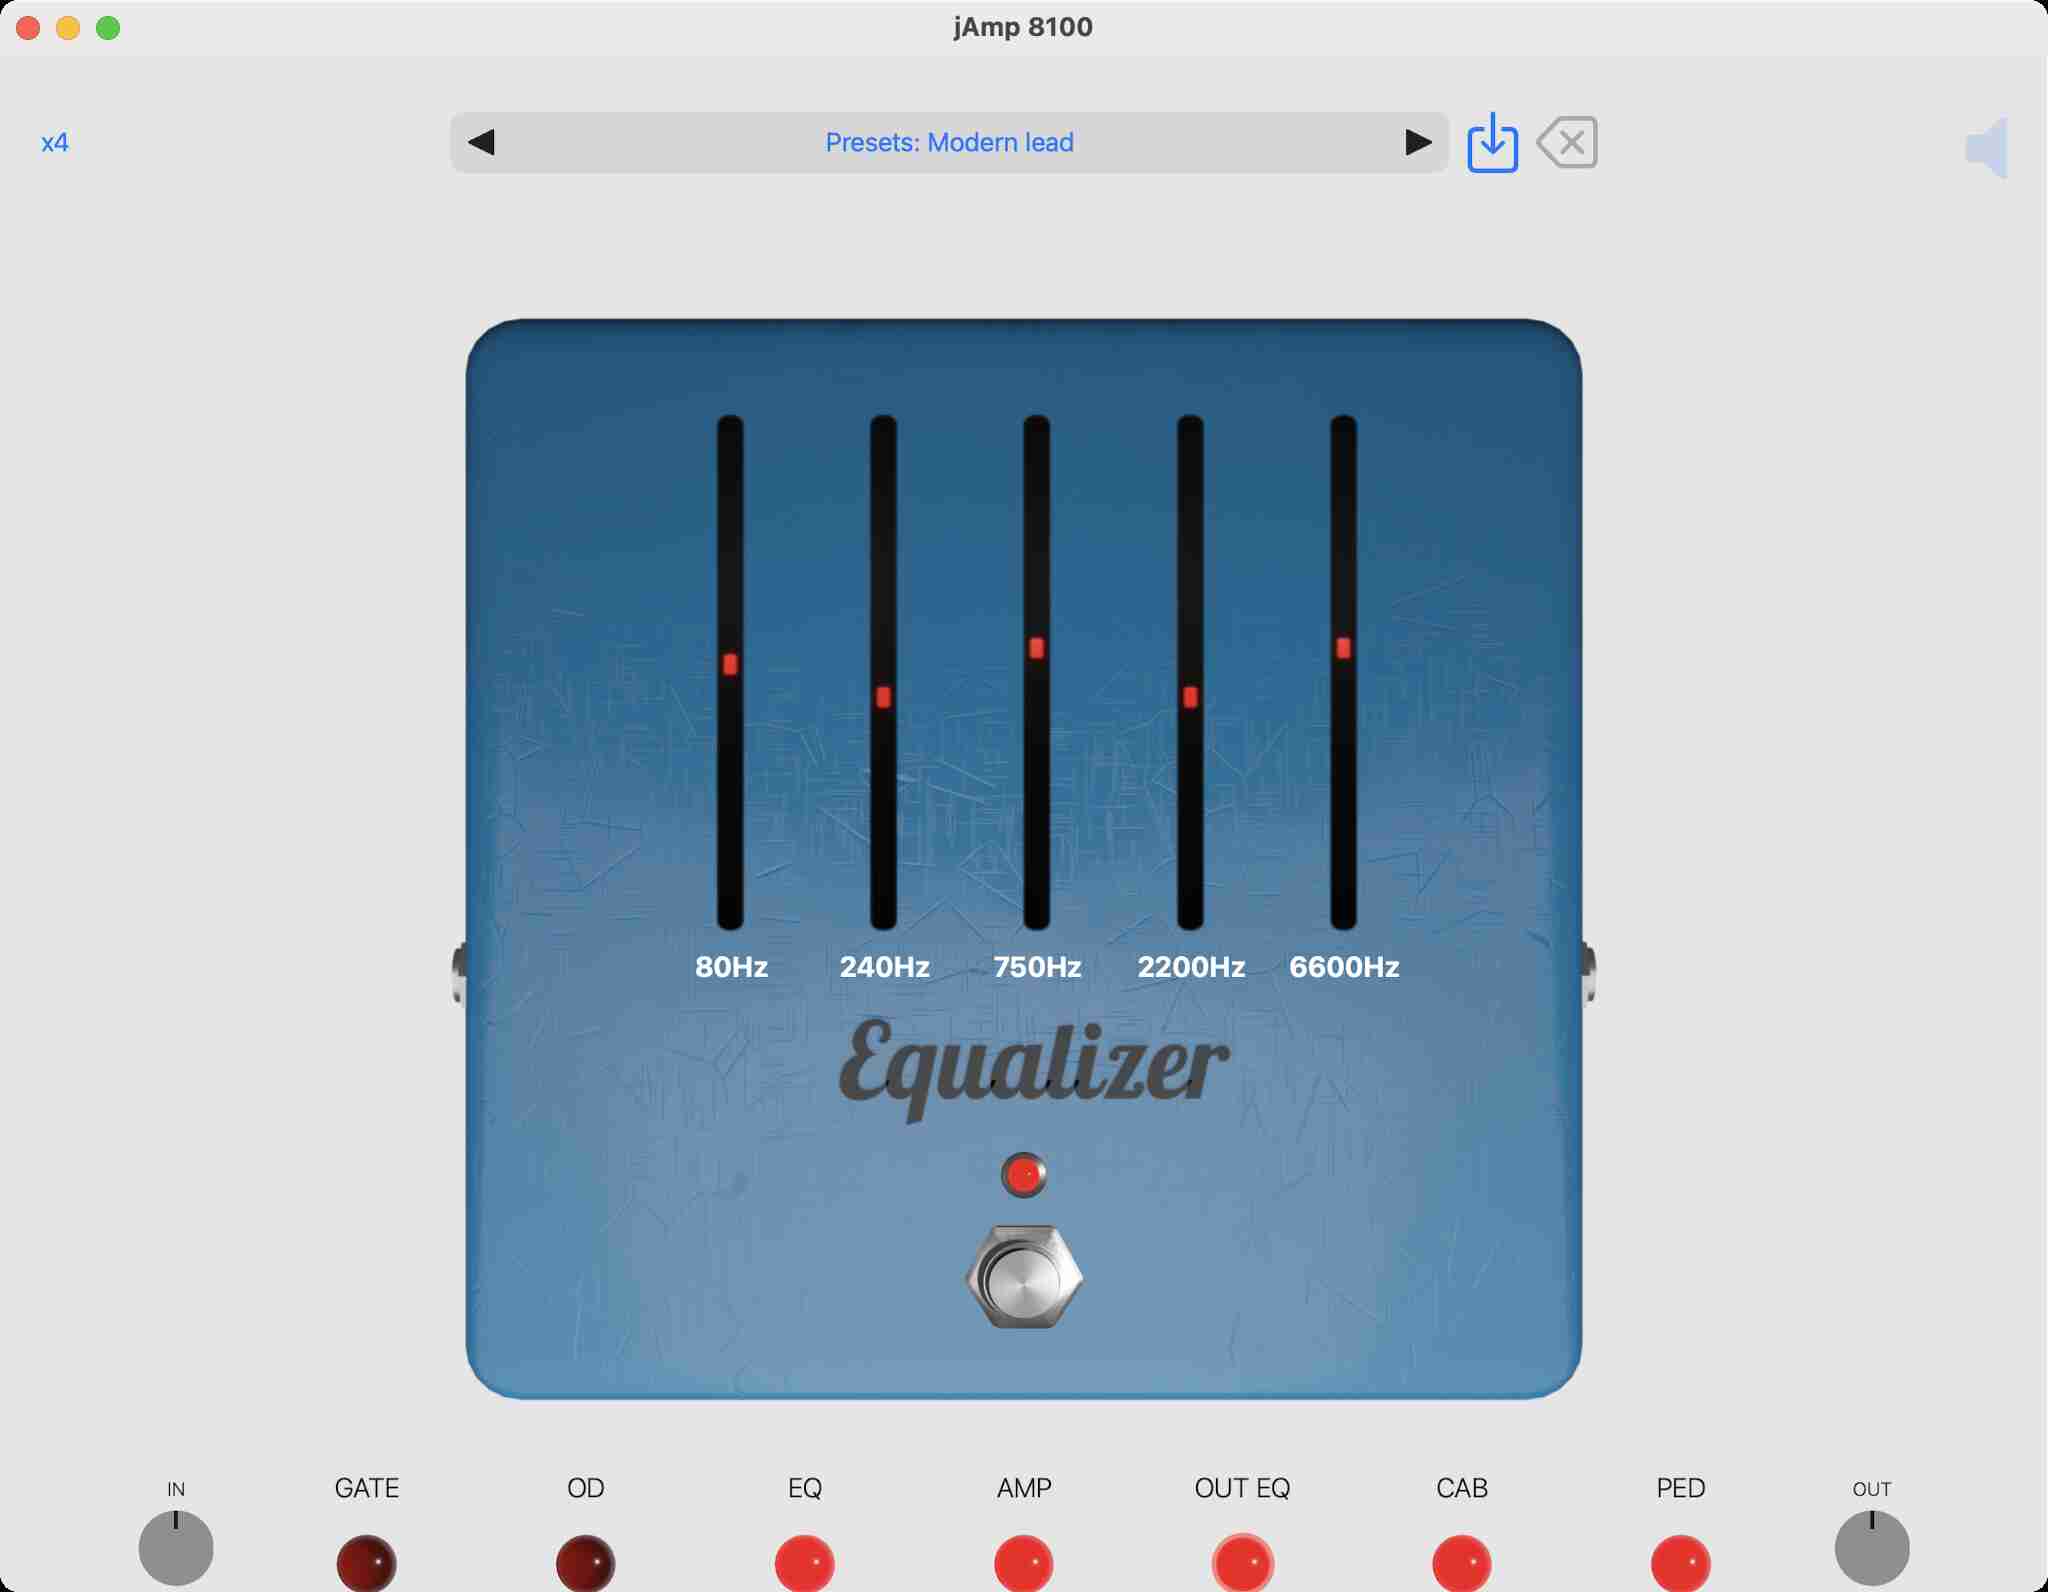 jAmp 8100
x4
Presets: Modern lead
80Hz 240Hz 750Hz 2200Hz 6600Hz
Equalizer
IN GATE OD EQ AMP OUT EQ CAB PED OUT